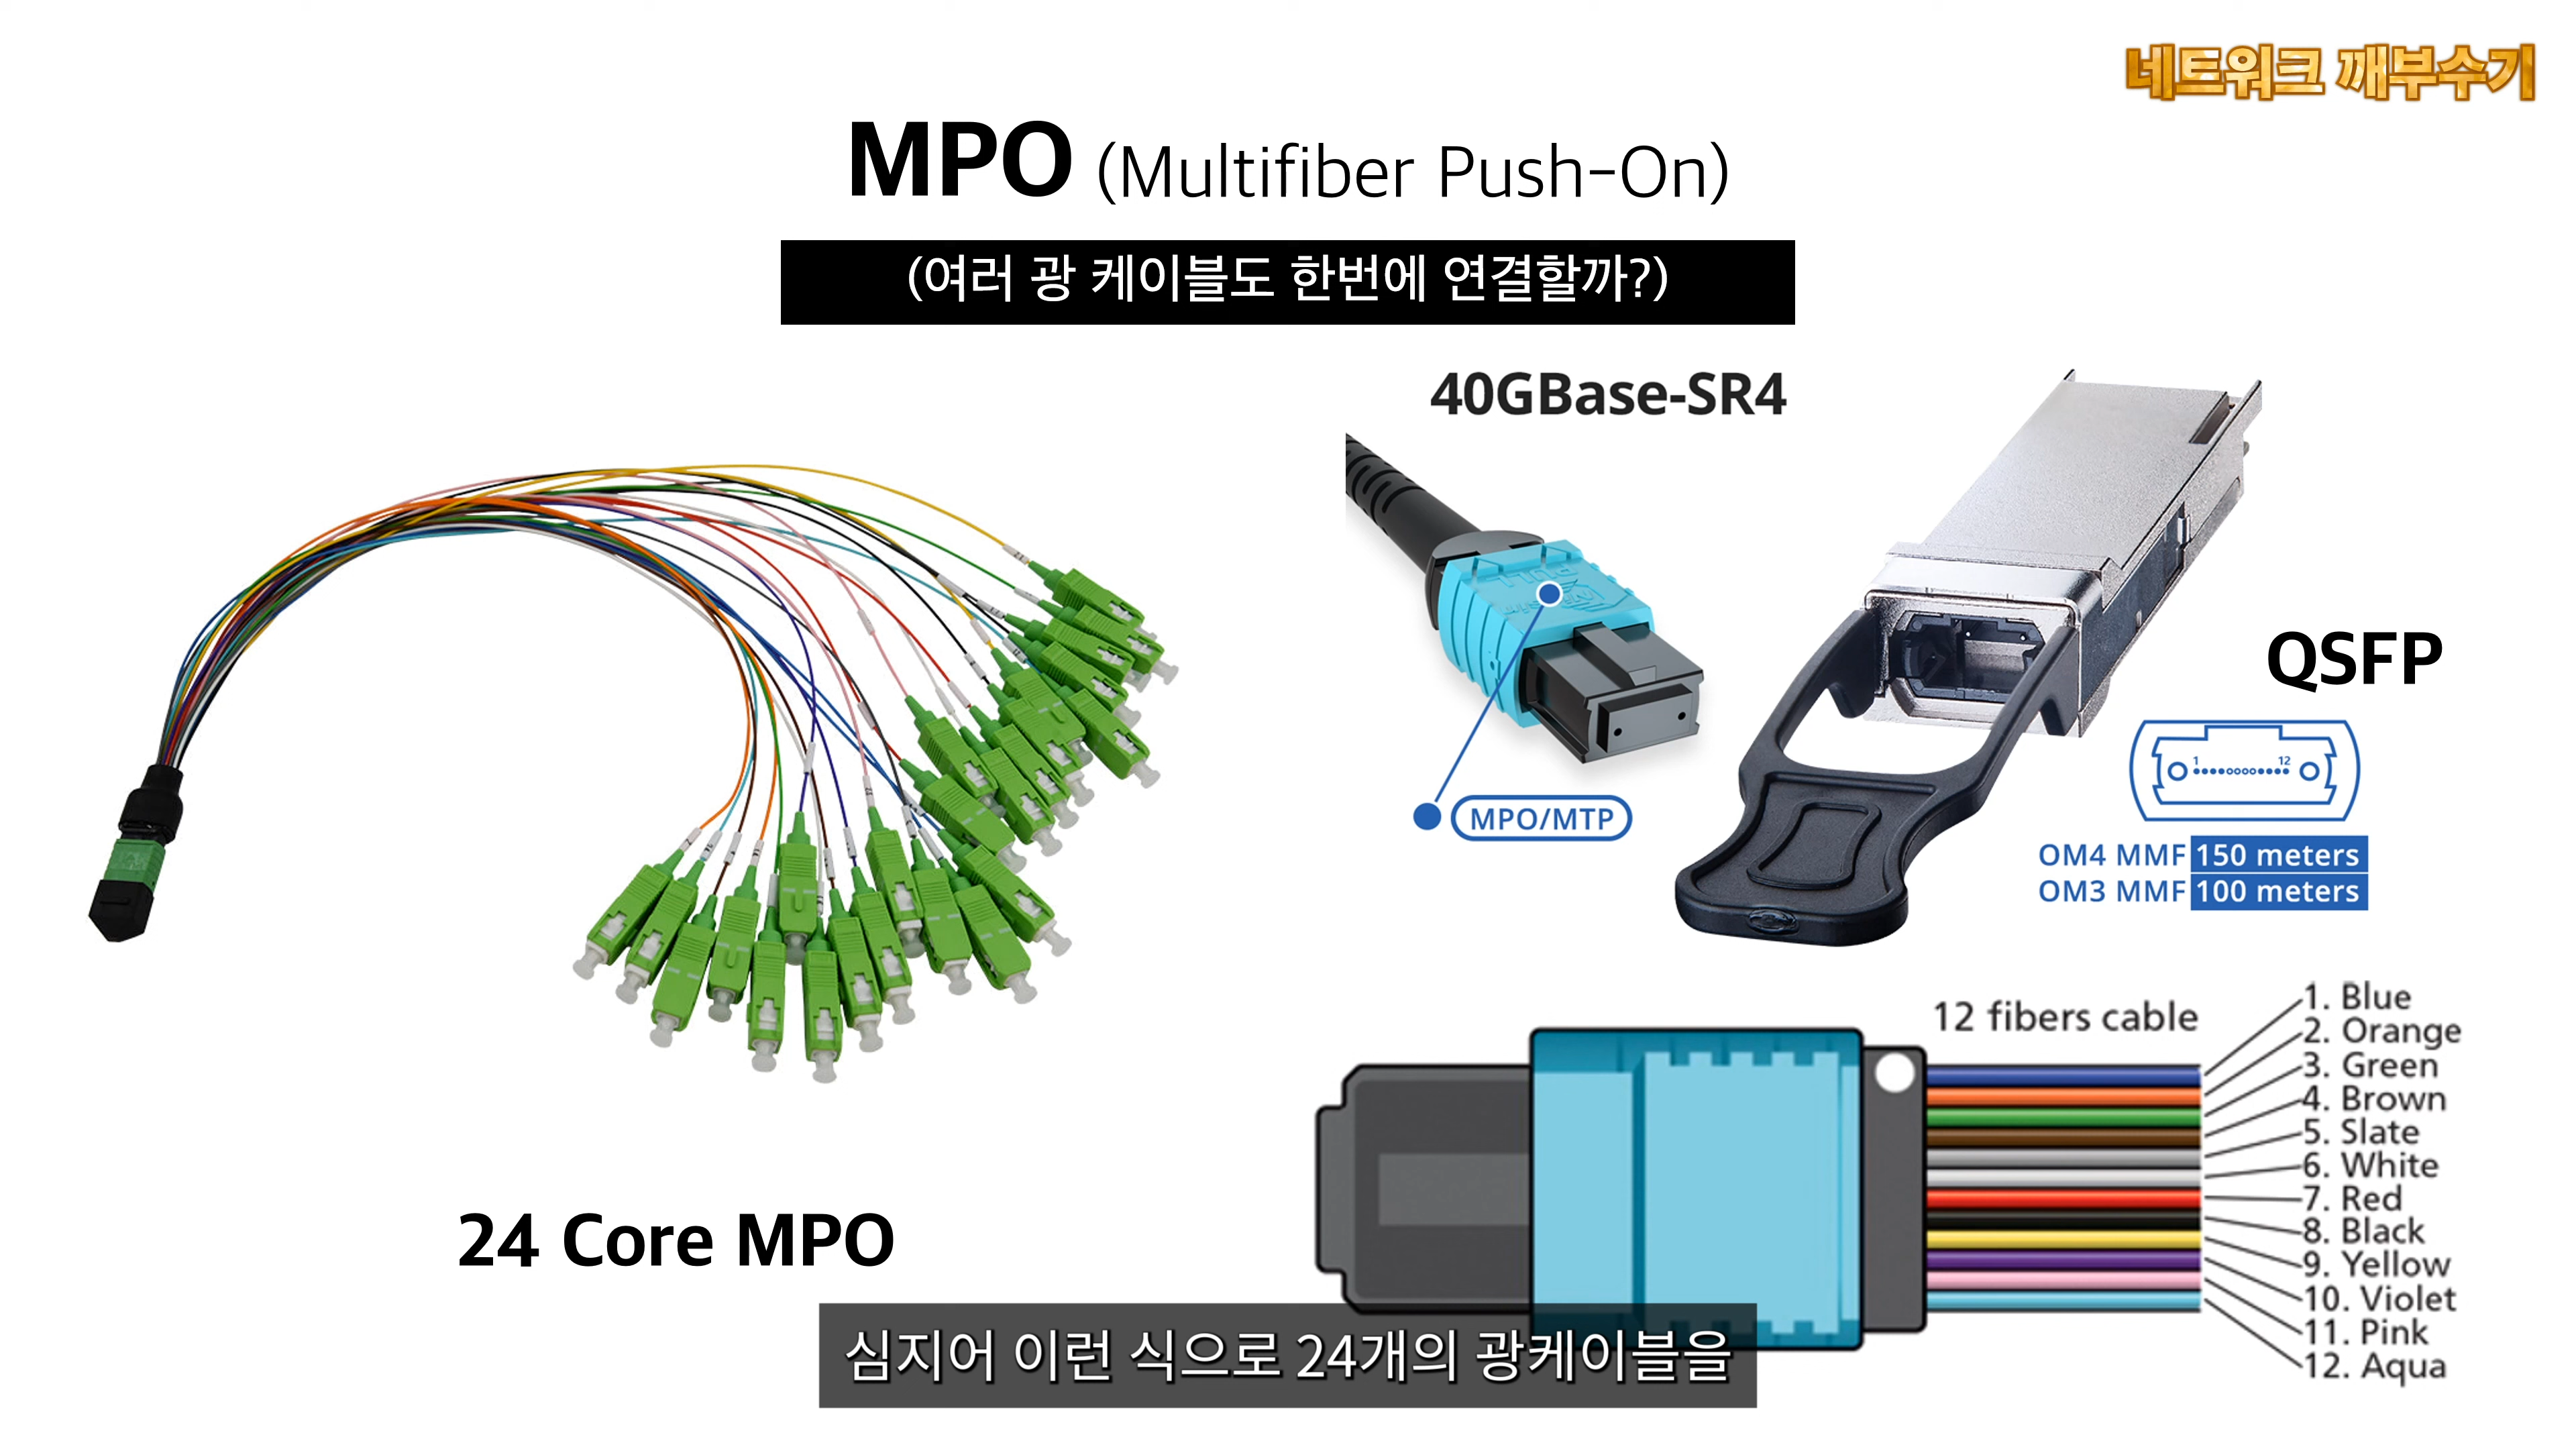 네트워크 깨부수기
MPO (Multifiber Push-On)
(여러 광 케이블도 한번에 연결할까?)
40GBase-SR4
MPO/MTP
QSFP
1 12
OM4 MMF 150 meters
OM3 MMF 100 meters
24 Core MPO
12 fibers cable
1. Blue
2. Orange
3. Green
4. Brown
5. Slate
6. White
7. Red
8. Black
9. Yellow
10. Violet
11. Pink
12. Aqua
심지어 이런 식으로 24개의 광케이블을